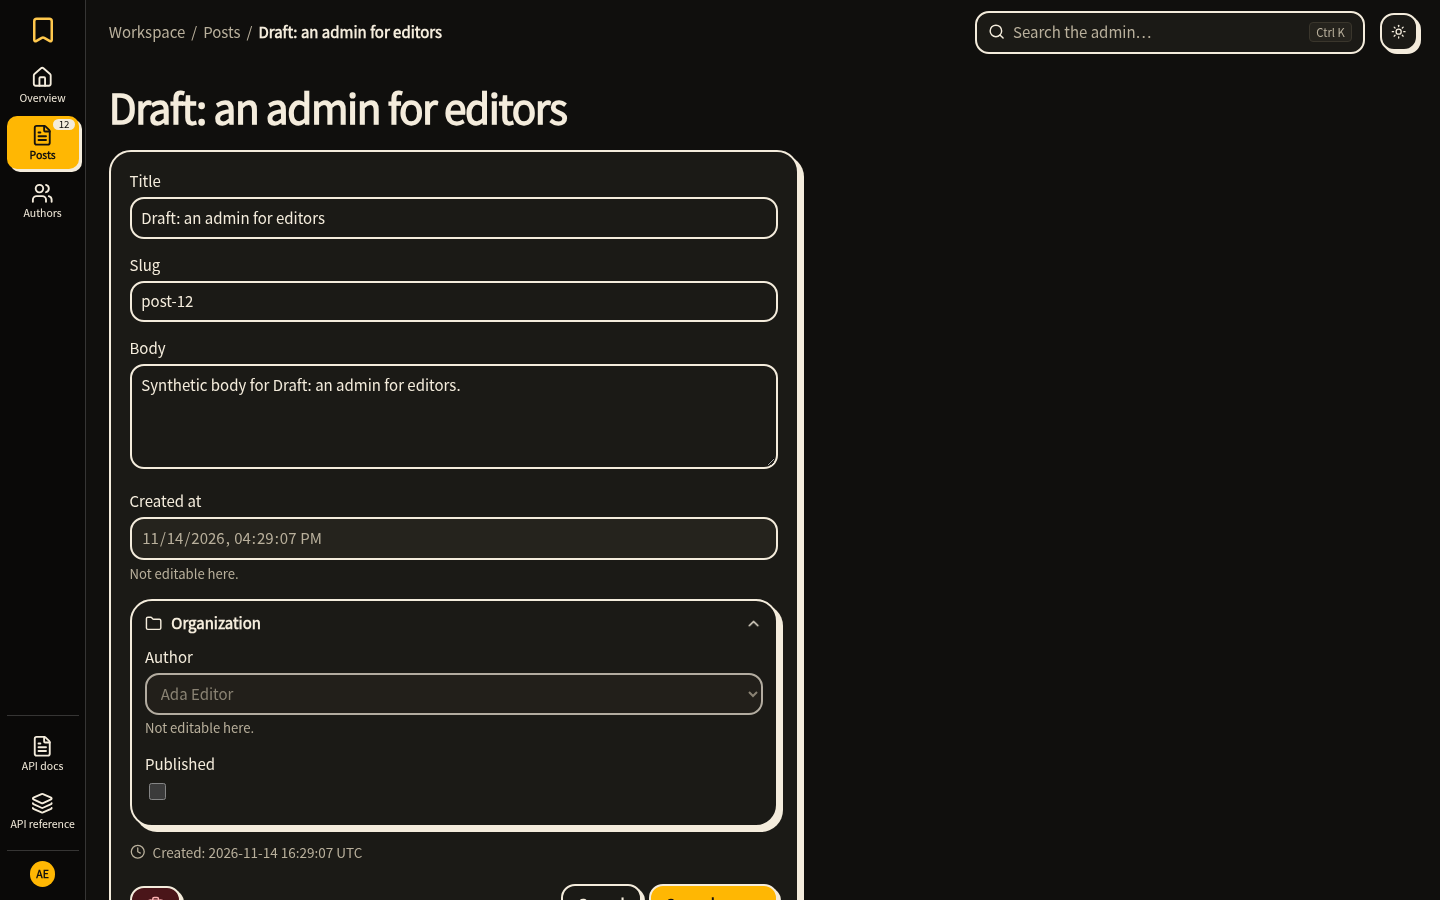 Workspace / Posts / Draft: an admin for editors
Search the admin…
Ctrl K
Overview
12
Posts
Authors
Draft: an admin for editors
Title
Draft: an admin for editors
Slug
post-12
Body
Synthetic body for Draft: an admin for editors.
Created at
11/14/2026, 04:29:07 PM
Not editable here.
Organization
Author
Ada Editor
Not editable here.
Published
Created: 2026-11-14 16:29:07 UTC
API docs
API reference
AE